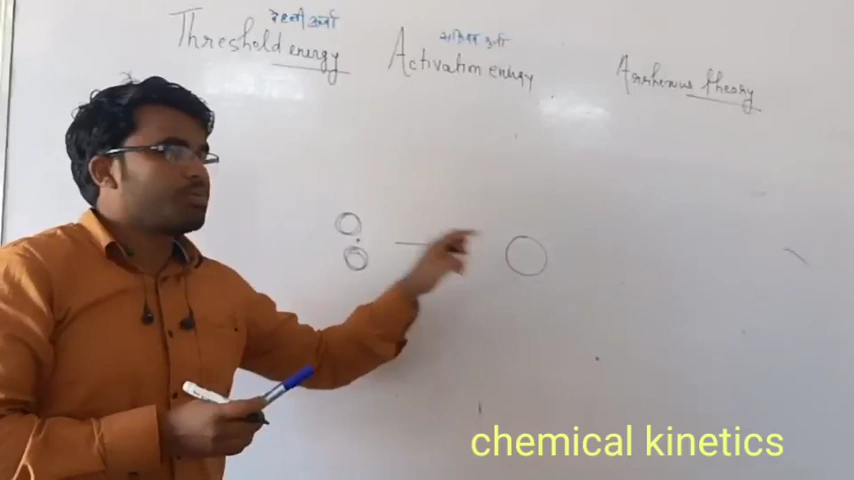 देहली ऊर्जा
Threshold energy
सक्रियण ऊर्जा
Activation energy
Arrhenius theory
chemical kinetics